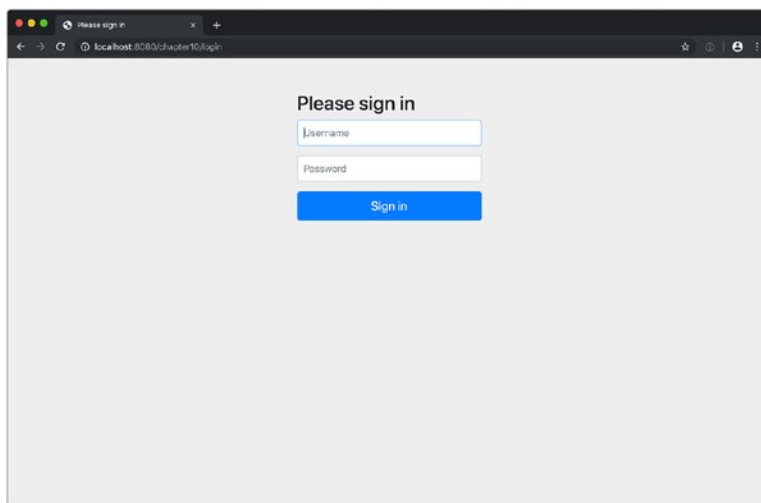 Please sign in
localhost:8080/chapter10/login
Please sign in
Username
Password
Sign in